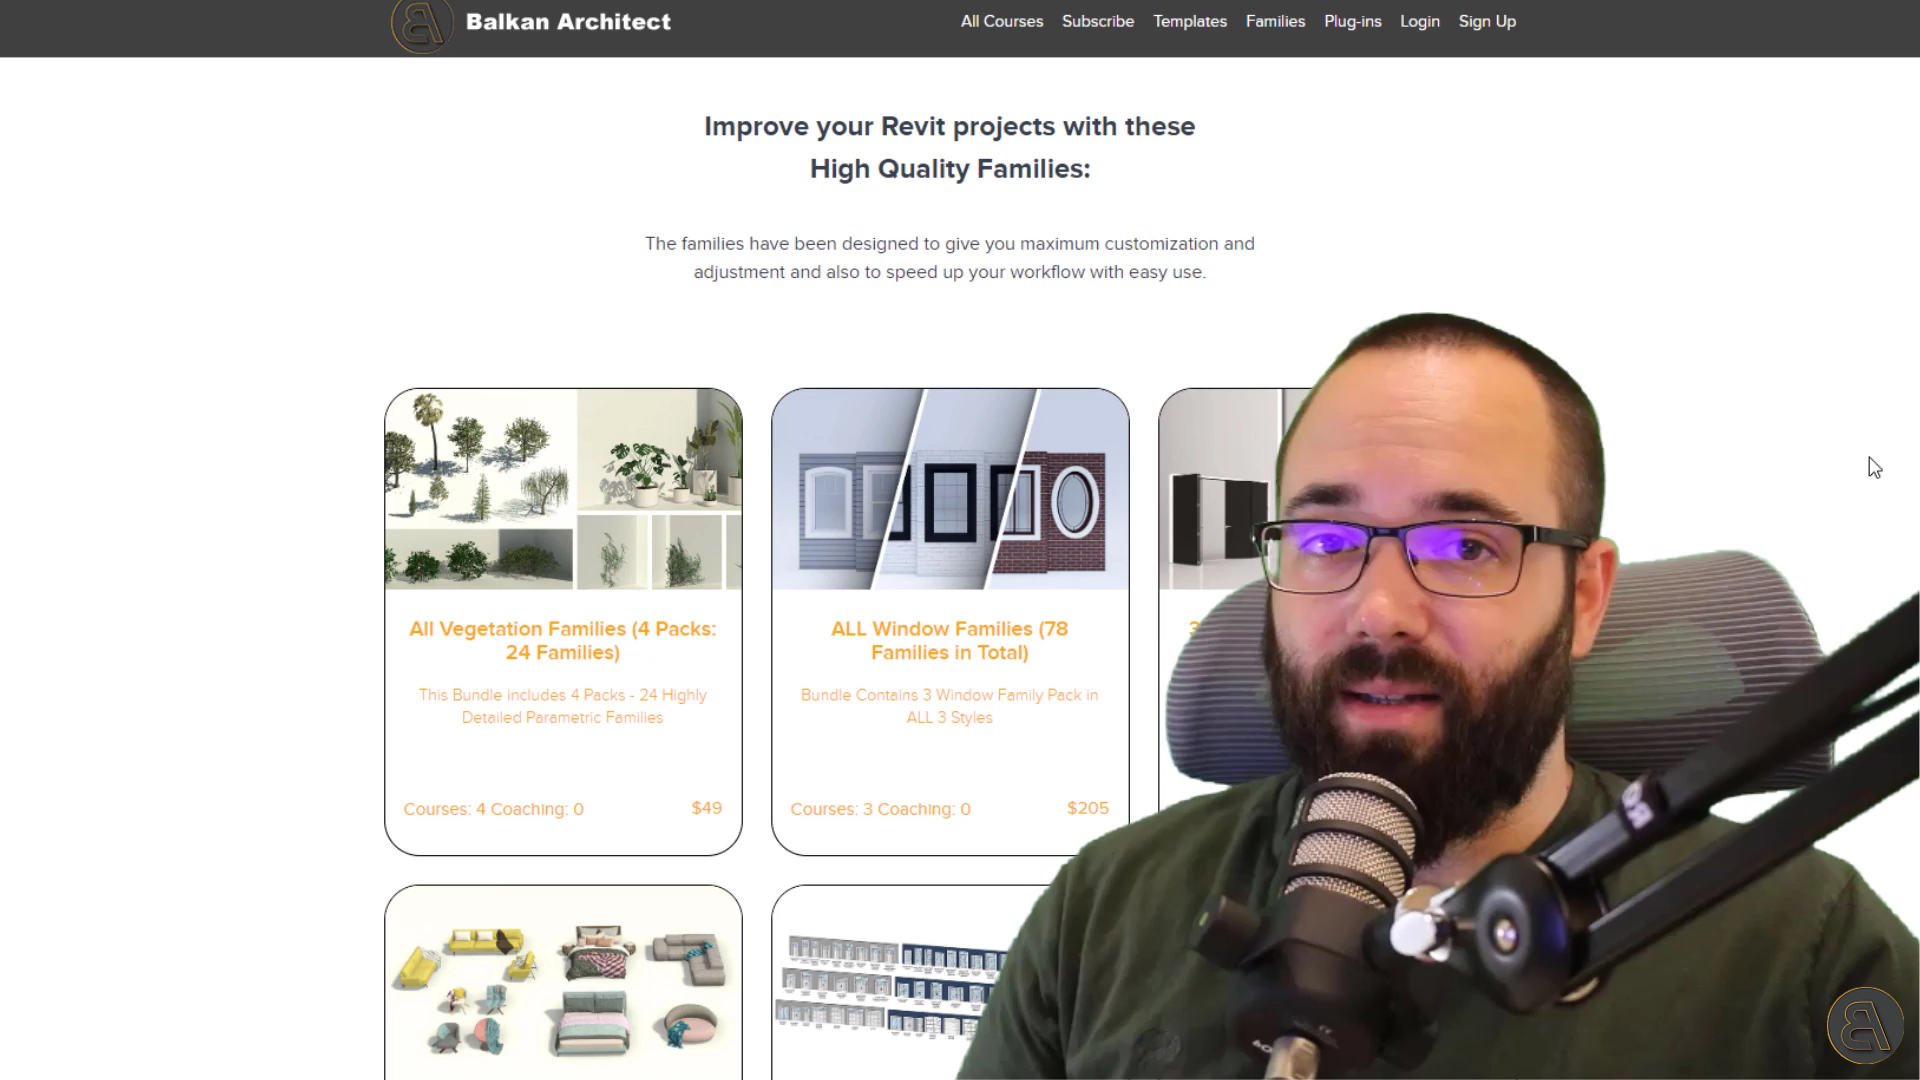 Balkan Architect
All Courses Subscribe Templates Families Plug-ins Login Sign Up
Improve your Revit projects with these
High Quality Families:
The families have been designed to give you maximum customization and
adjustment and also to speed up your workflow with easy use.
All Vegetation Families (4 Packs:
24 Families)
This Bundle includes 4 Packs - 24 Highly
Detailed Parametric Families
Courses: 4 Coaching: 0 $49
ALL Window Families (78
Families in Total)
Bundle Contains 3 Window Family Pack in
ALL 3 Styles
Courses: 3 Coaching: 0 $205